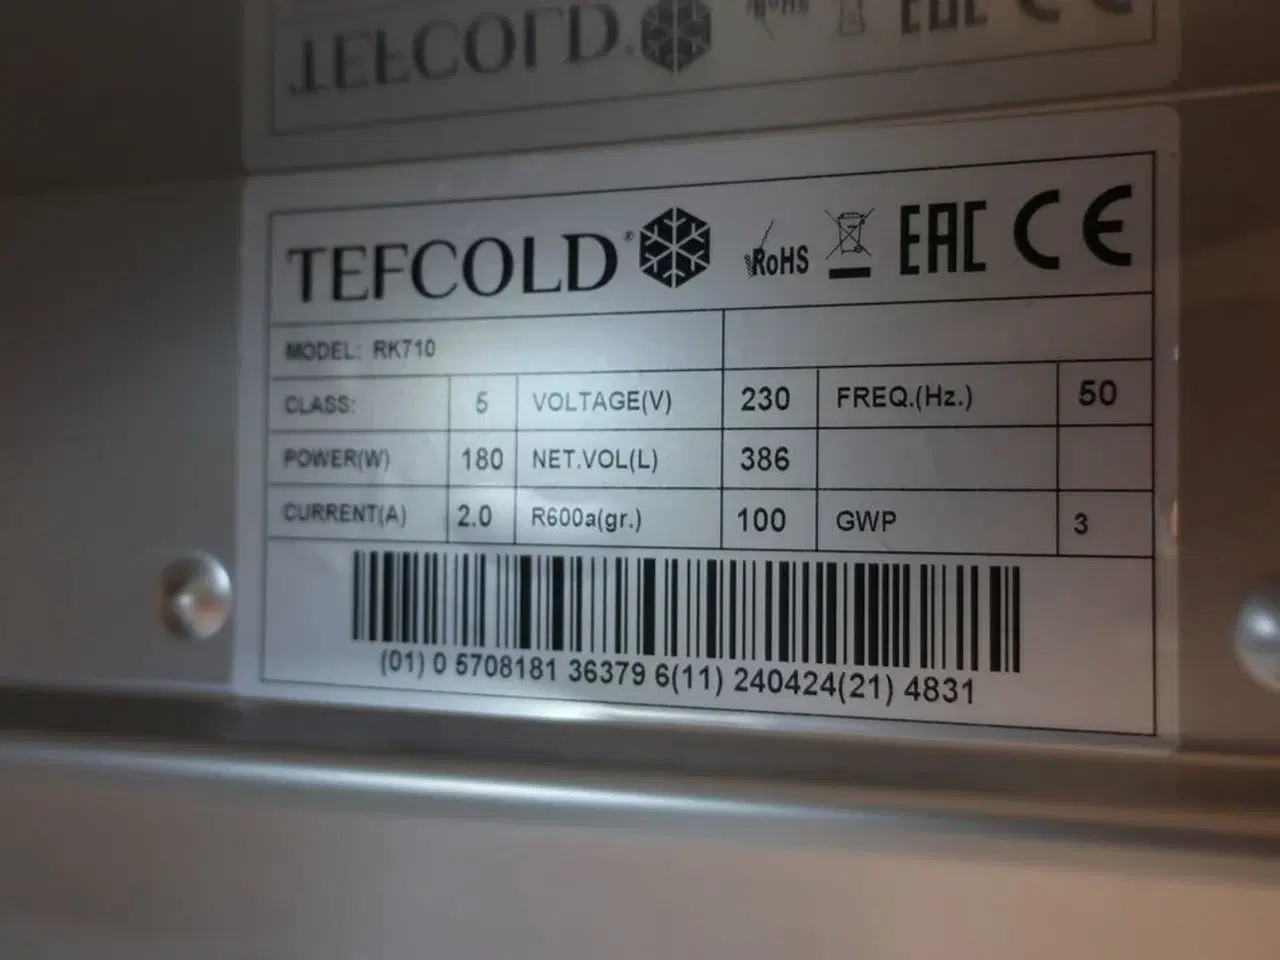 TEFCOLD® RoHS EAC CE
MODEL: RK710
CLASS: 5 VOLTAGE(V) 230 FREQ.(Hz.) 50
POWER(W) 180 NET.VOL(L) 386
CURRENT(A) 2.0 R600a(gr.) 100 GWP 3
(01) 0 5708181 36379 6(11) 240424(21) 4831